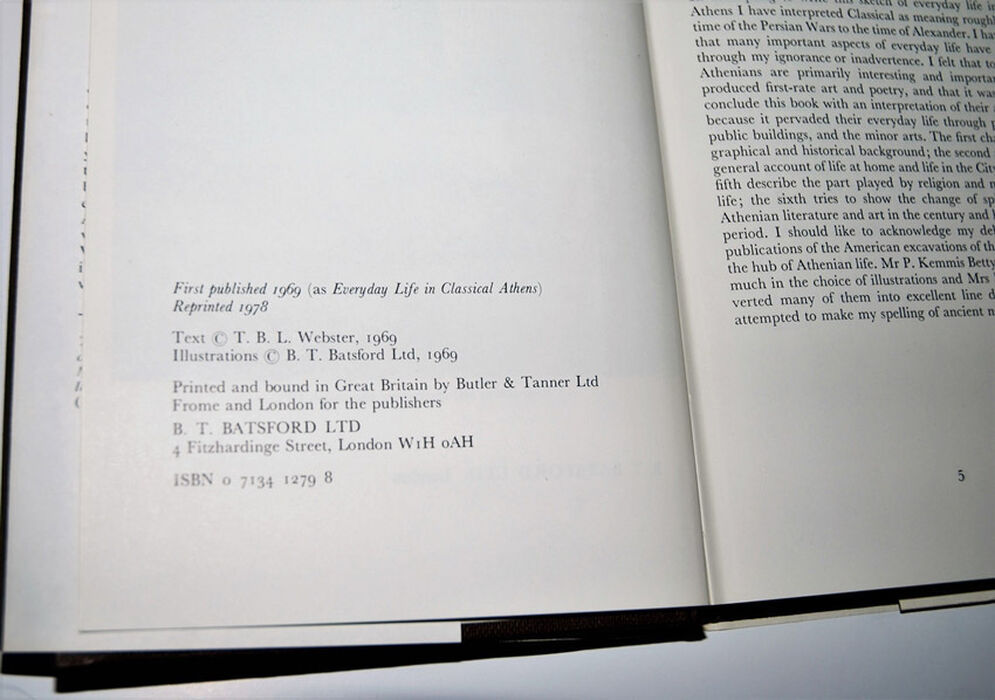 First published 1969 (as Everyday Life in Classical Athens)
Reprinted 1978
Text © T. B. L. Webster, 1969
Illustrations © B. T. Batsford Ltd, 1969
Printed and bound in Great Britain by Butler & Tanner Ltd
Frome and London for the publishers
B. T. BATSFORD LTD
4 Fitzhardinge Street, London W1H 0AH
ISBN 0 7134 1279 8
sketch of everyday life
Athens I have interpreted Classical as meaning
time of the Persian Wars to the time of Alexander. I
that many important aspects of everyday life have
through my ignorance or inadvertence. I felt that
Athenians are primarily interesting and
produced first-rate art and poetry, and that it
conclude this book with an interpretation of their
because it pervaded their everyday life through
public buildings, and the minor arts. The first
graphical and historical background; the second
general account of life at home and life in the
fifth describe the part played by religion and
life; the sixth tries to show the change of
Athenian literature and art in the century and
period. I should like to acknowledge my
publications of the American excavations of
the hub of Athenian life. Mr P. Kemmis Betty
much in the choice of illustrations and Mrs
verted many of them into excellent line
attempted to make my spelling of ancient
5